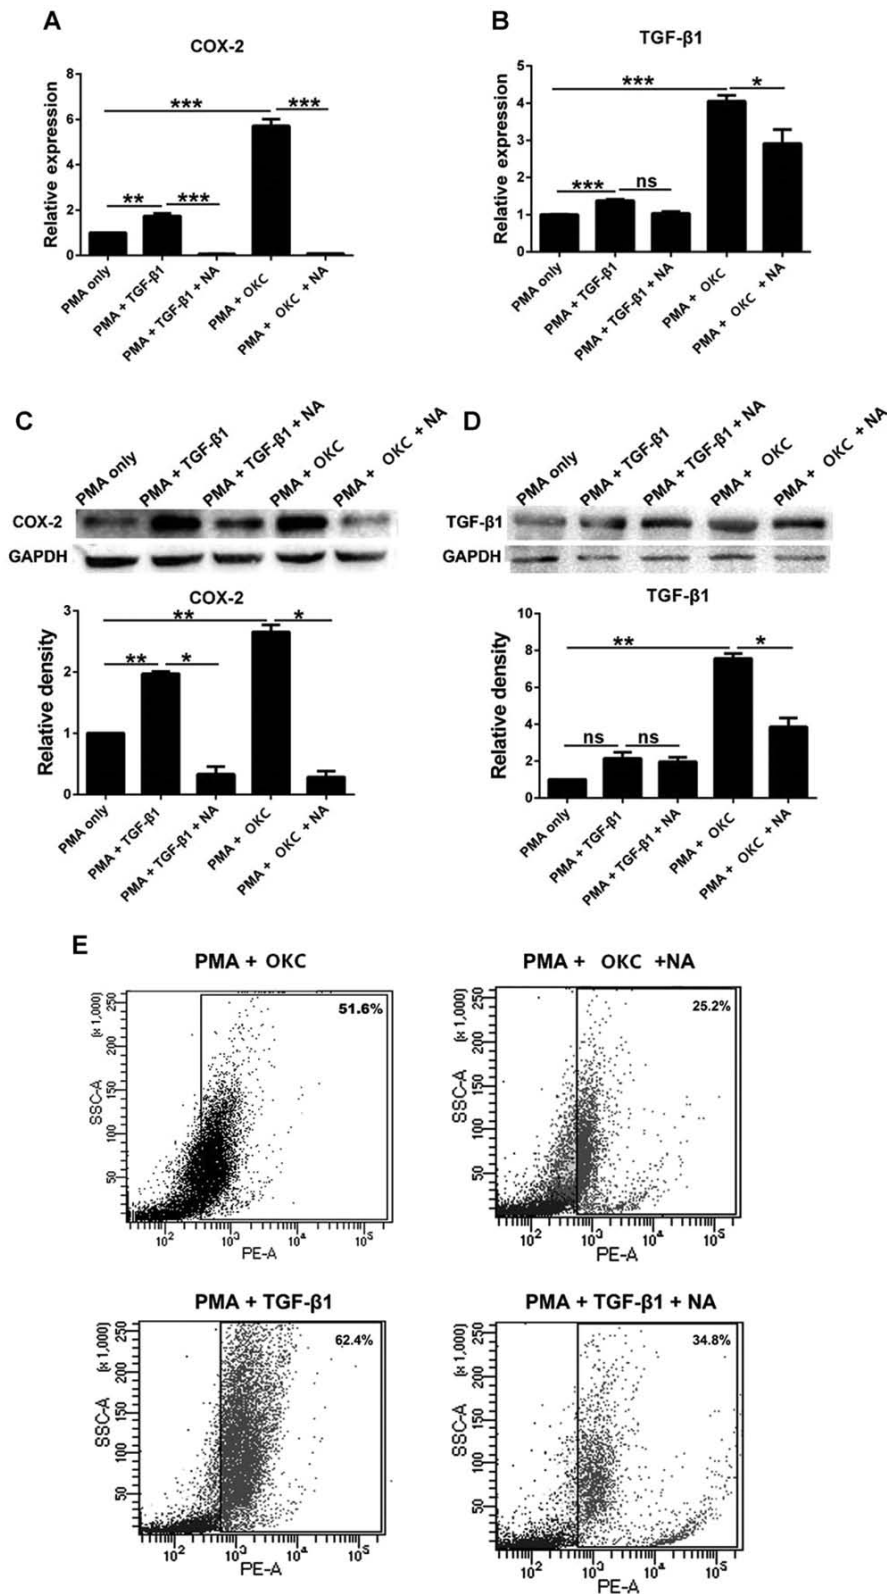 A
COX-2
Relative expression
8
6
4
2
0
***
***
**
***
PMA only
PMA + TGF-β1
PMA + TGF-β1 + NA
PMA + OKC
PMA + OKC + NA
B
TGF-β1
Relative expression
5
4
3
2
1
0
***
*
***
ns
PMA only
PMA + TGF-β1
PMA + TGF-β1 + NA
PMA + OKC
PMA + OKC + NA
C
PMA only
PMA + TGF-β1
PMA + TGF-β1 + NA
PMA + OKC
PMA + OKC + NA
COX-2
GAPDH
COX-2
Relative density
3
2
1
0
**
*
**
*
PMA only
PMA + TGF-β1
PMA + TGF-β1 + NA
PMA + OKC
PMA + OKC + NA
D
PMA only
PMA + TGF-β1
PMA + TGF-β1 + NA
PMA + OKC
PMA + OKC + NA
TGF-β1
GAPDH
TGF-β1
Relative density
10
8
6
4
2
0
**
*
ns
ns
PMA only
PMA + TGF-β1
PMA + TGF-β1 + NA
PMA + OKC
PMA + OKC + NA
E
PMA + OKC
51.6%
(x 1,000)
SSC-A
250
200
150
100
50
10² 10³ 10⁴ 10⁵
PE-A
PMA + OKC +NA
25.2%
(x 1,000)
SSC-A
250
200
150
100
50
10² 10³ 10⁴ 10⁵
PE-A
PMA + TGF-β1
62.4%
(x 1,000)
SSC-A
250
200
150
100
50
10² 10³ 10⁴ 10⁵
PE-A
PMA + TGF-β1 + NA
34.8%
(x 1,000)
SSC-A
250
200
150
100
50
10² 10³ 10⁴ 10⁵
PE-A